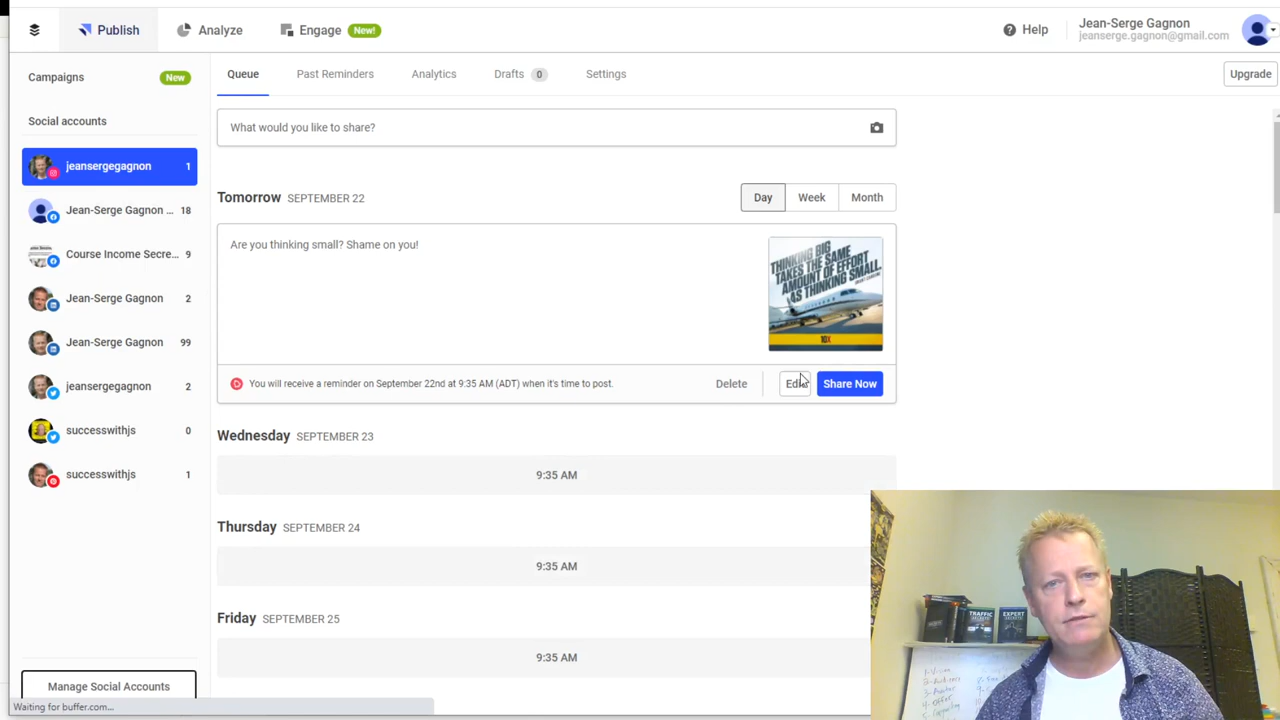 Publish
Analyze
Engage New!
Help
Jean-Serge Gagnon
jeanserge.gagnon@gmail.com
Campaigns New
Queue
Past Reminders
Analytics
Drafts 0
Settings
Upgrade
Social accounts
What would you like to share?
jeansergegagnon 1
Jean-Serge Gagnon ... 18
Course Income Secre... 9
Jean-Serge Gagnon 2
Jean-Serge Gagnon 99
jeansergegagnon 2
successwithjs 0
successwithjs 1
Manage Social Accounts
Waiting for buffer.com...
Tomorrow SEPTEMBER 22
Day Week Month
Are you thinking small? Shame on you!
THINKING BIG
TAKES THE SAME
AMOUNT OF EFFORT
AS THINKING SMALL.
10X
You will receive a reminder on September 22nd at 9:35 AM (ADT) when it's time to post.
Delete
Share Now
Wednesday SEPTEMBER 23
9:35 AM
Thursday SEPTEMBER 24
9:35 AM
Friday SEPTEMBER 25
9:35 AM
TRAFFIC
SECRETS
EXPERT
SECRETS